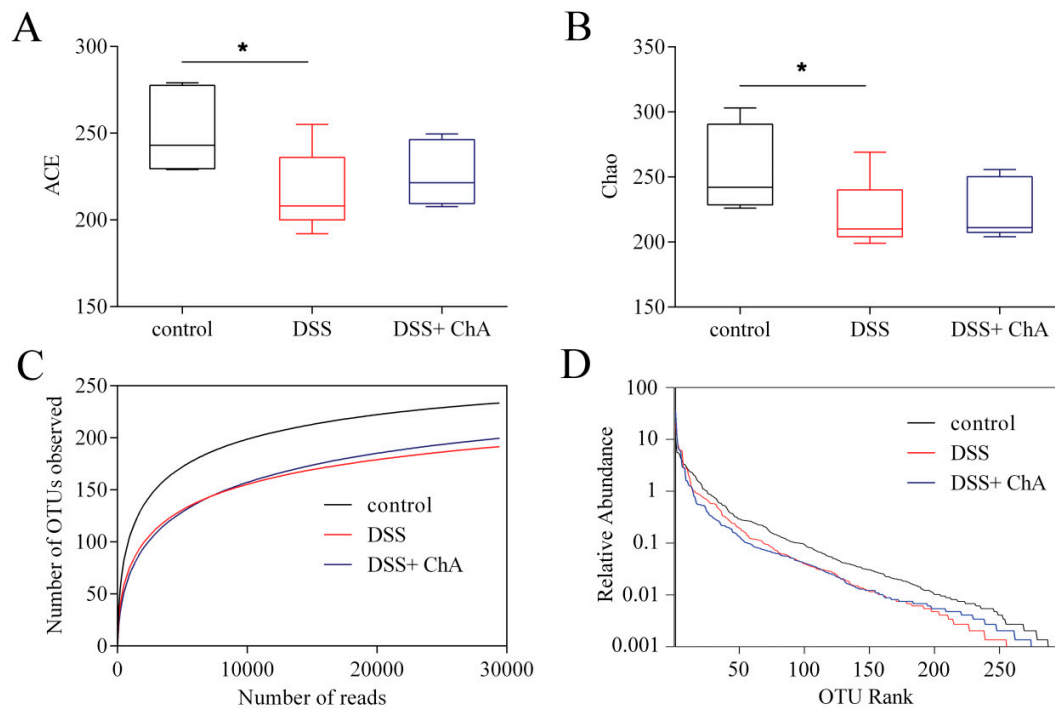 A
300
250
200
150
ACE
*
control
DSS
DSS+ ChA
B
350
300
250
200
150
Chao
*
control
DSS
DSS+ ChA
C
250
200
150
100
50
0
Number of OTUs observed
control
DSS
DSS+ ChA
0
10000
20000
30000
Number of reads
D
100
10
1
0.1
0.01
0.001
Relative Abundance
control
DSS
DSS+ ChA
50
100
150
200
250
OTU Rank